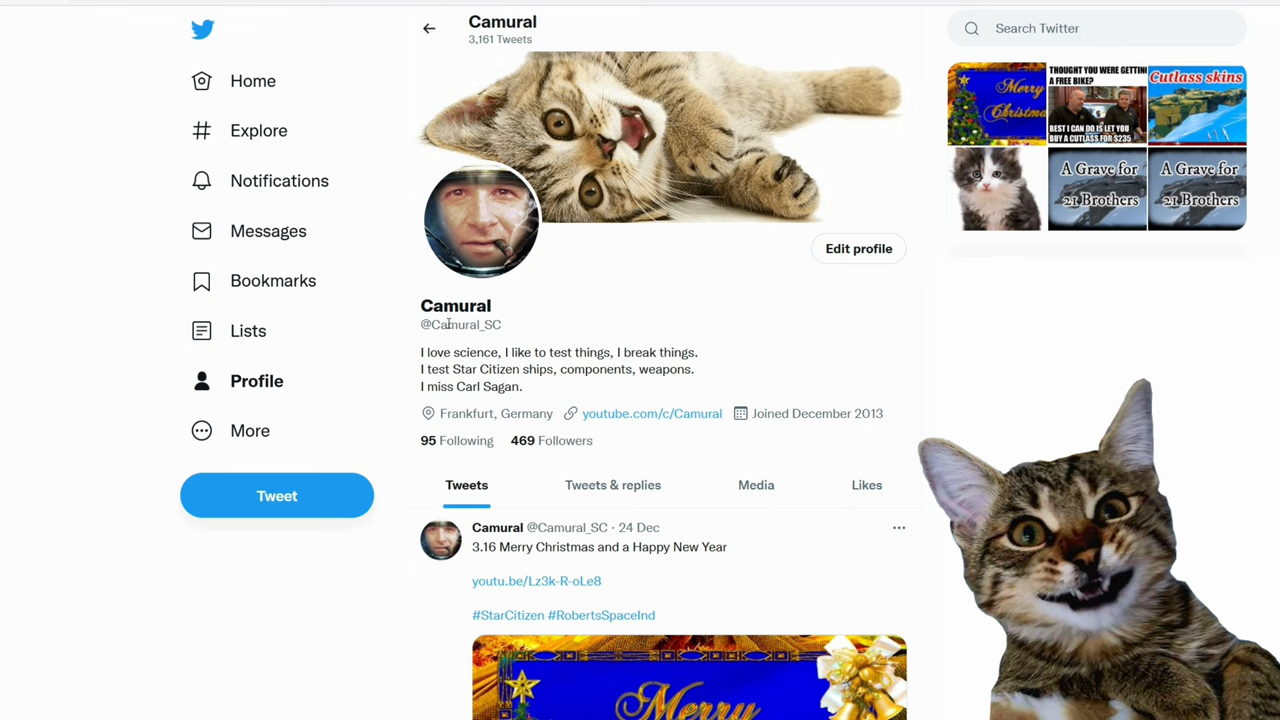 Home
Explore
Notifications
Messages
Bookmarks
Lists
Profile
More
Tweet
Camural
3,161 Tweets
Edit profile
Camural
@Camural_SC
I love science, I like to test things, I break things.
I test Star Citizen ships, components, weapons.
I miss Carl Sagan.
Frankfurt, Germany youtube.com/c/Camural Joined December 2013
95 Following 469 Followers
Tweets Tweets & replies Media Likes
Camural @Camural_SC · 24 Dec
3.16 Merry Christmas and a Happy New Year
youtu.be/Lz3k-R-oLe8
#StarCitizen #RobertsSpaceInd
Merry
Search Twitter
Merry
Christmas
THOUGHT YOU WERE GETTING
A FREE BIKE?
BEST I CAN DO IS LET YOU
BUY A CUTLASS FOR $235
Cutlass skins
A Grave for
21 Brothers
A Grave for
21 Brothers